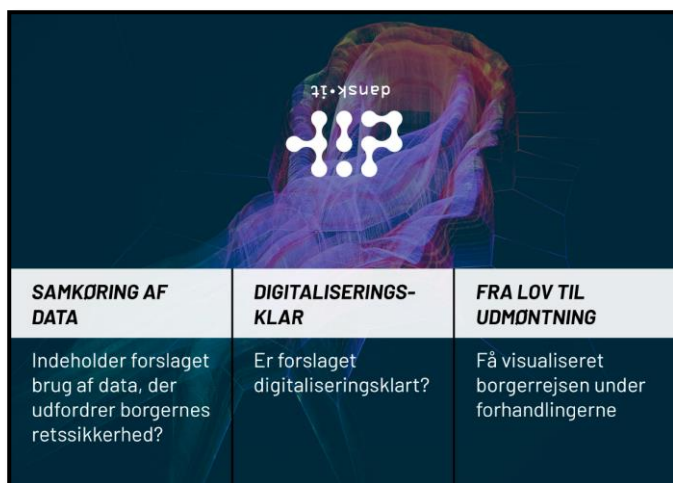 dansk·it
dit
SAMKØRING AF
DATA
Indeholder forslaget
brug af data, der
udfordrer borgernes
retssikkerhed?
DIGITALISERINGS-
KLAR
Er forslaget
digitaliseringsklart?
FRA LOV TIL
UDMØNTNING
Få visualiseret
borgerrejsen under
forhandlingerne